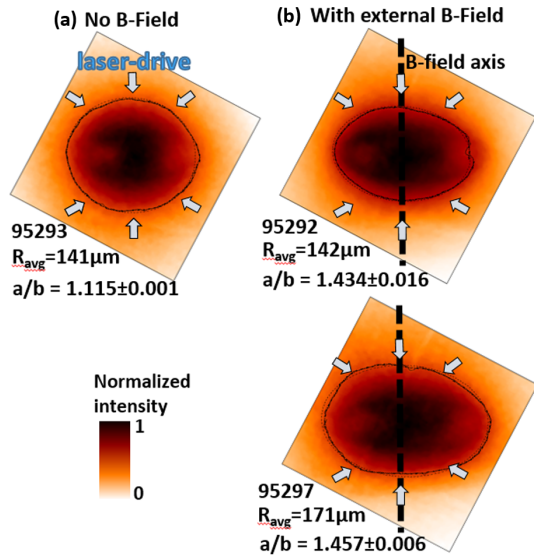 (a) No B-Field
laser-drive
95293
Ravg=141μm
a/b = 1.115±0.001
(b) With external B-Field
B-field axis
95292
Ravg=142μm
a/b = 1.434±0.016
Normalized
intensity
1
0
95297
Ravg=171μm
a/b = 1.457±0.006